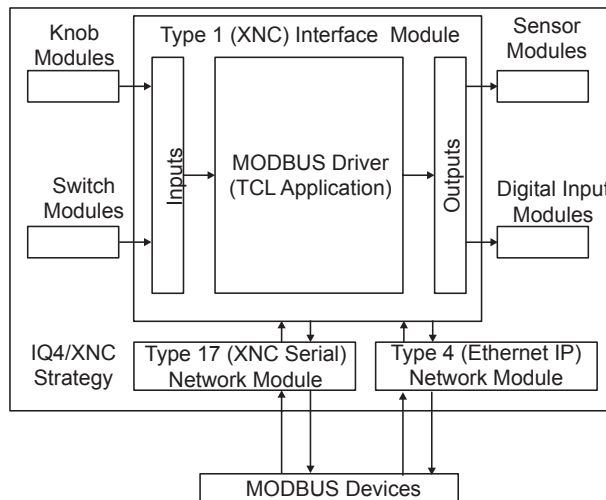 Knob
Modules
Type 1 (XNC) Interface Module
Sensor
Modules
Inputs
MODBUS Driver
(TCL Application)
Outputs
Switch
Modules
Digital Input
Modules
IQ4/XNC
Strategy
Type 17 (XNC Serial)
Network Module
Type 4 (Ethernet IP)
Network Module
MODBUS Devices